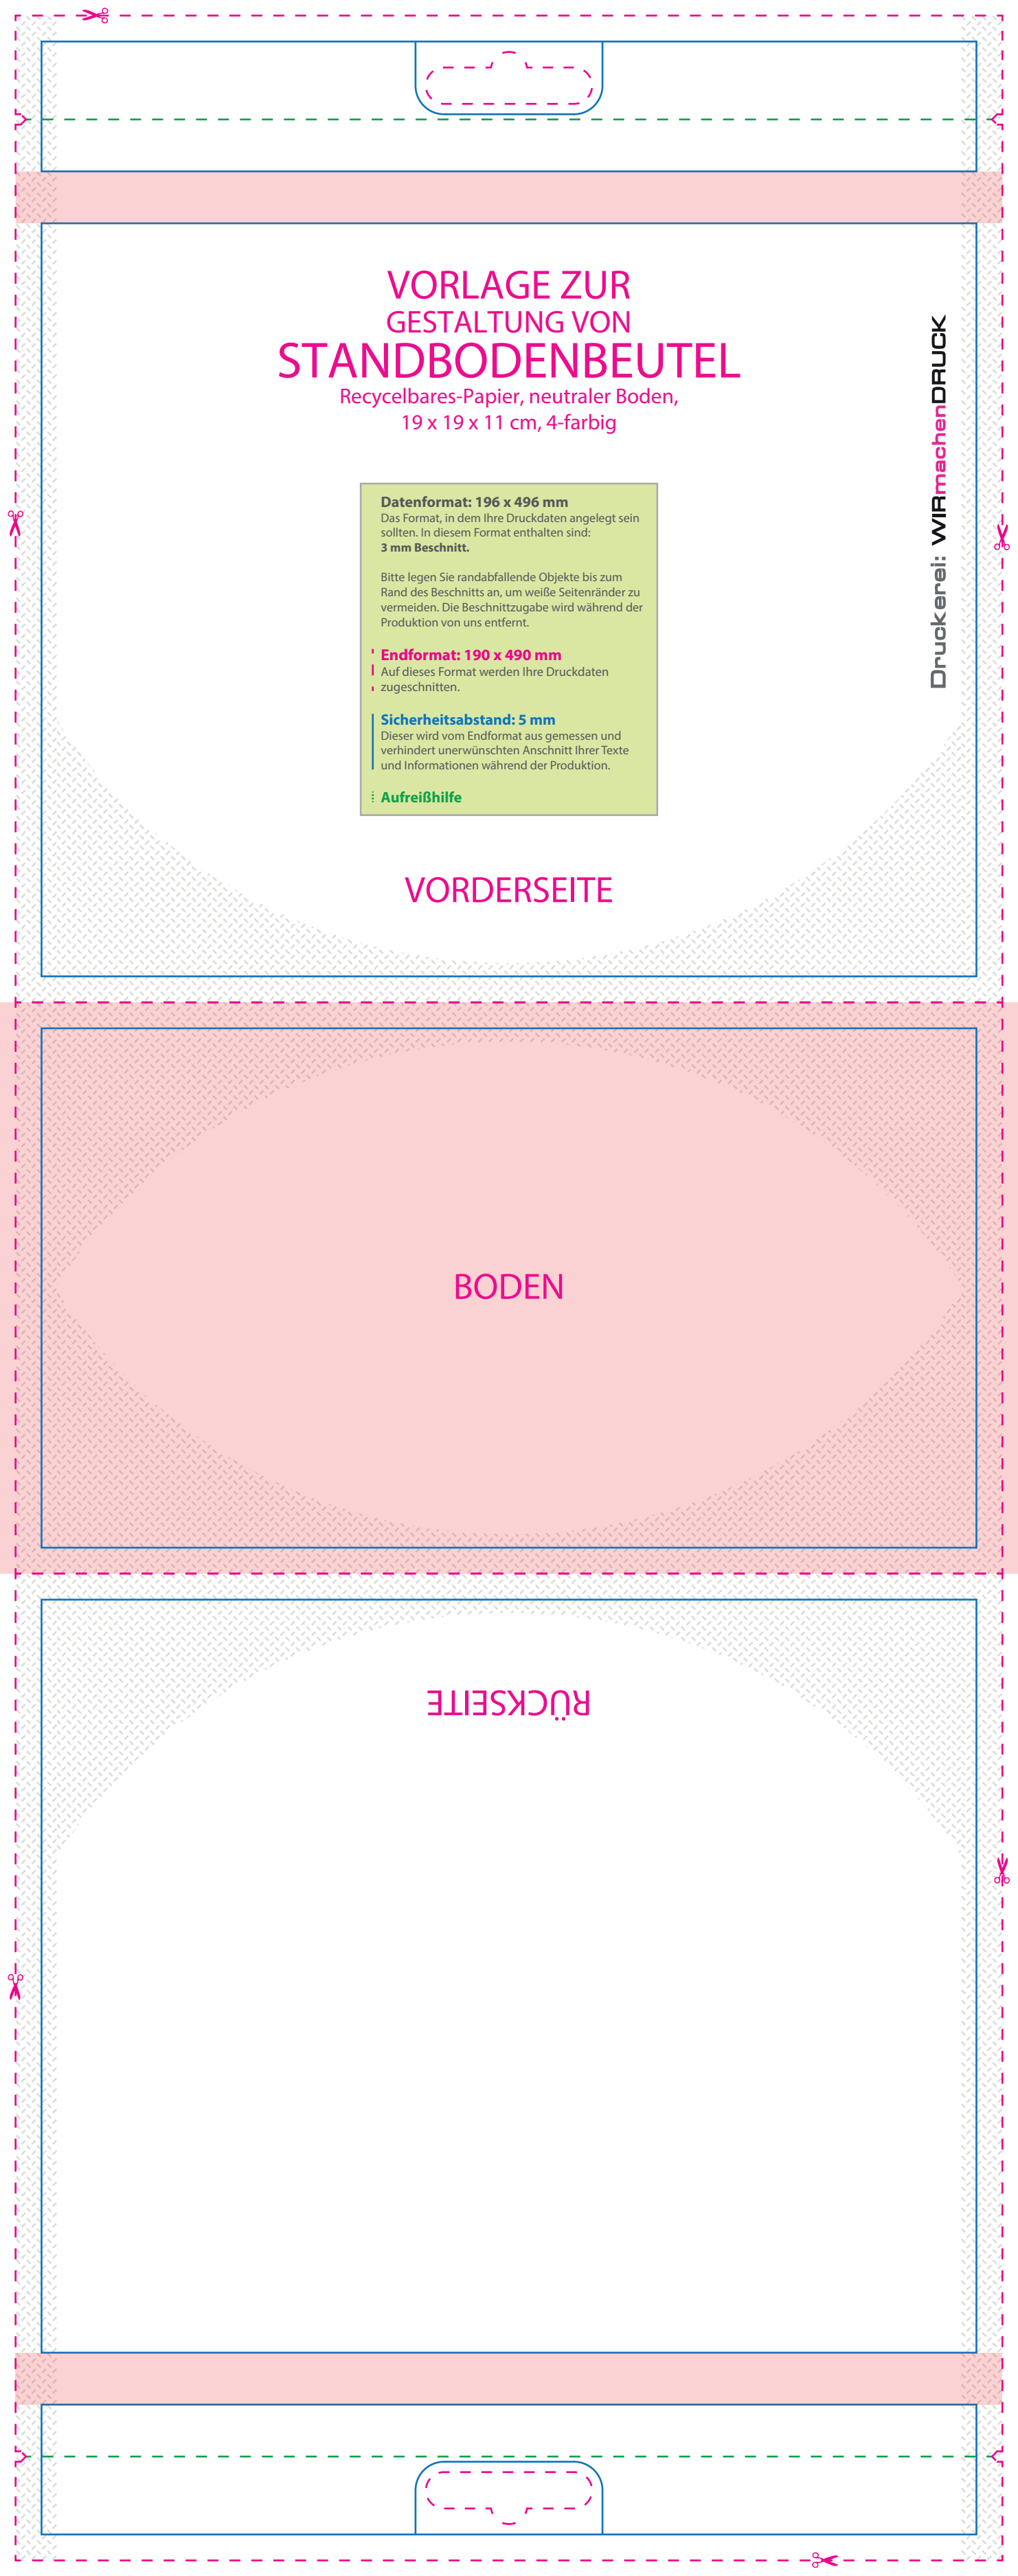 VORLAGE ZUR
GESTALTUNG VON
STANDBODENBEUTEL
Recycelbares-Papier, neutraler Boden,
19 x 19 x 11 cm, 4-farbig
Druckerei: WIRmachenDRUCK
Datenformat: 196 x 496 mm
Das Format, in dem Ihre Druckdaten angelegt sein
sollten. In diesem Format enthalten sind:
3 mm Beschnitt.
Bitte legen Sie randabfallende Objekte bis zum
Rand des Beschnitts an, um weiße Seitenränder zu
vermeiden. Die Beschnittzugabe wird während der
Produktion von uns entfernt.
Endformat: 190 x 490 mm
Auf dieses Format werden Ihre Druckdaten
zugeschnitten.
Sicherheitsabstand: 5 mm
Dieser wird vom Endformat aus gemessen und
verhindert unerwünschten Anschnitt Ihrer Texte
und Informationen während der Produktion.
Aufreißhilfe
VORDERSEITE
BODEN
RÜCKSEITE